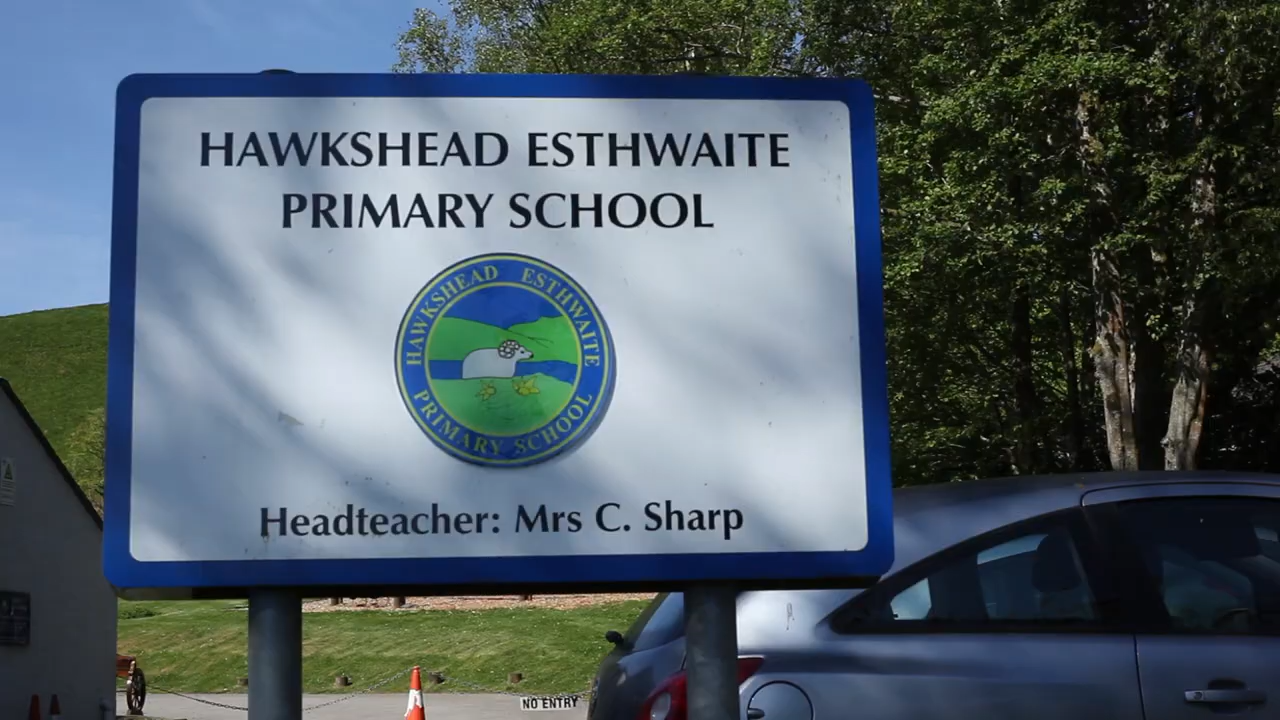 HAWKSHEAD ESTHWAITE
PRIMARY SCHOOL
HAWKSHEAD ESTHWAITE
PRIMARY SCHOOL
Headteacher: Mrs C. Sharp
NO ENTRY